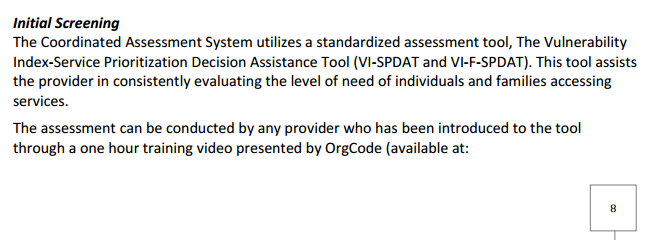 Initial Screening
The Coordinated Assessment System utilizes a standardized assessment tool, The Vulnerability
Index-Service Prioritization Decision Assistance Tool (VI-SPDAT and VI-F-SPDAT). This tool assists
the provider in consistently evaluating the level of need of individuals and families accessing
services.
The assessment can be conducted by any provider who has been introduced to the tool
through a one hour training video presented by OrgCode (available at:
8